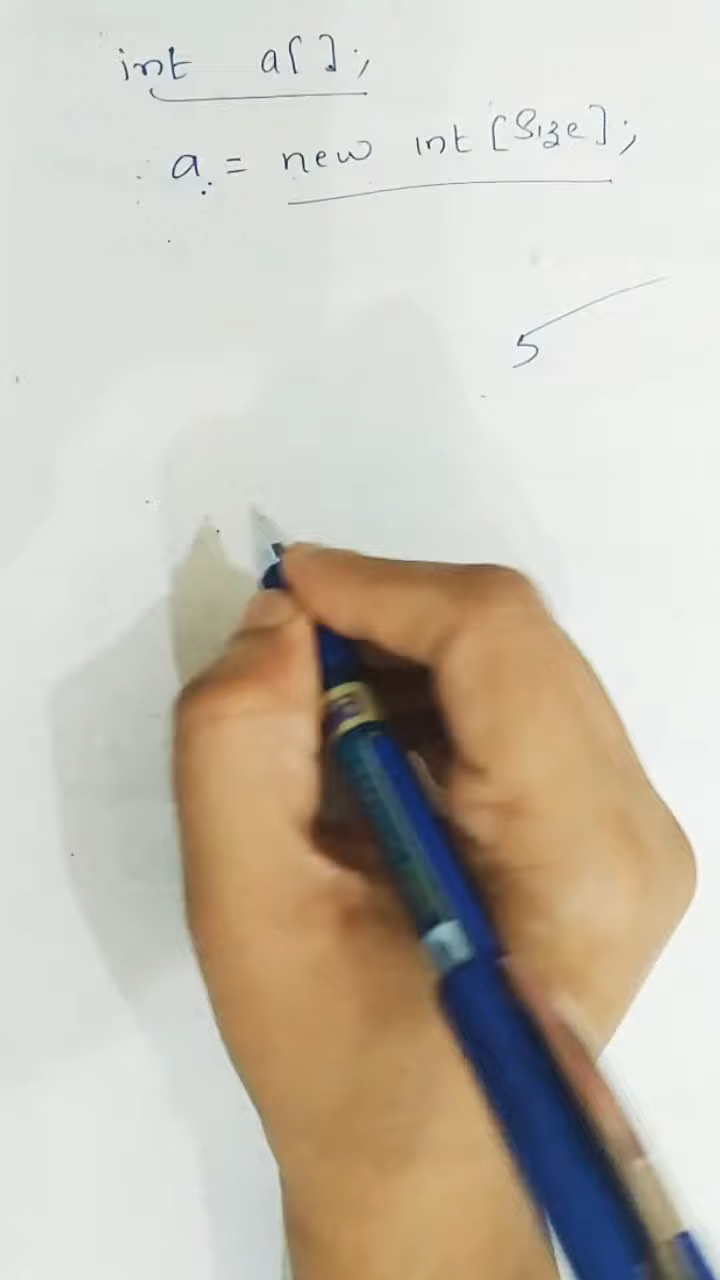 int a[];
a = new int [Size];
5